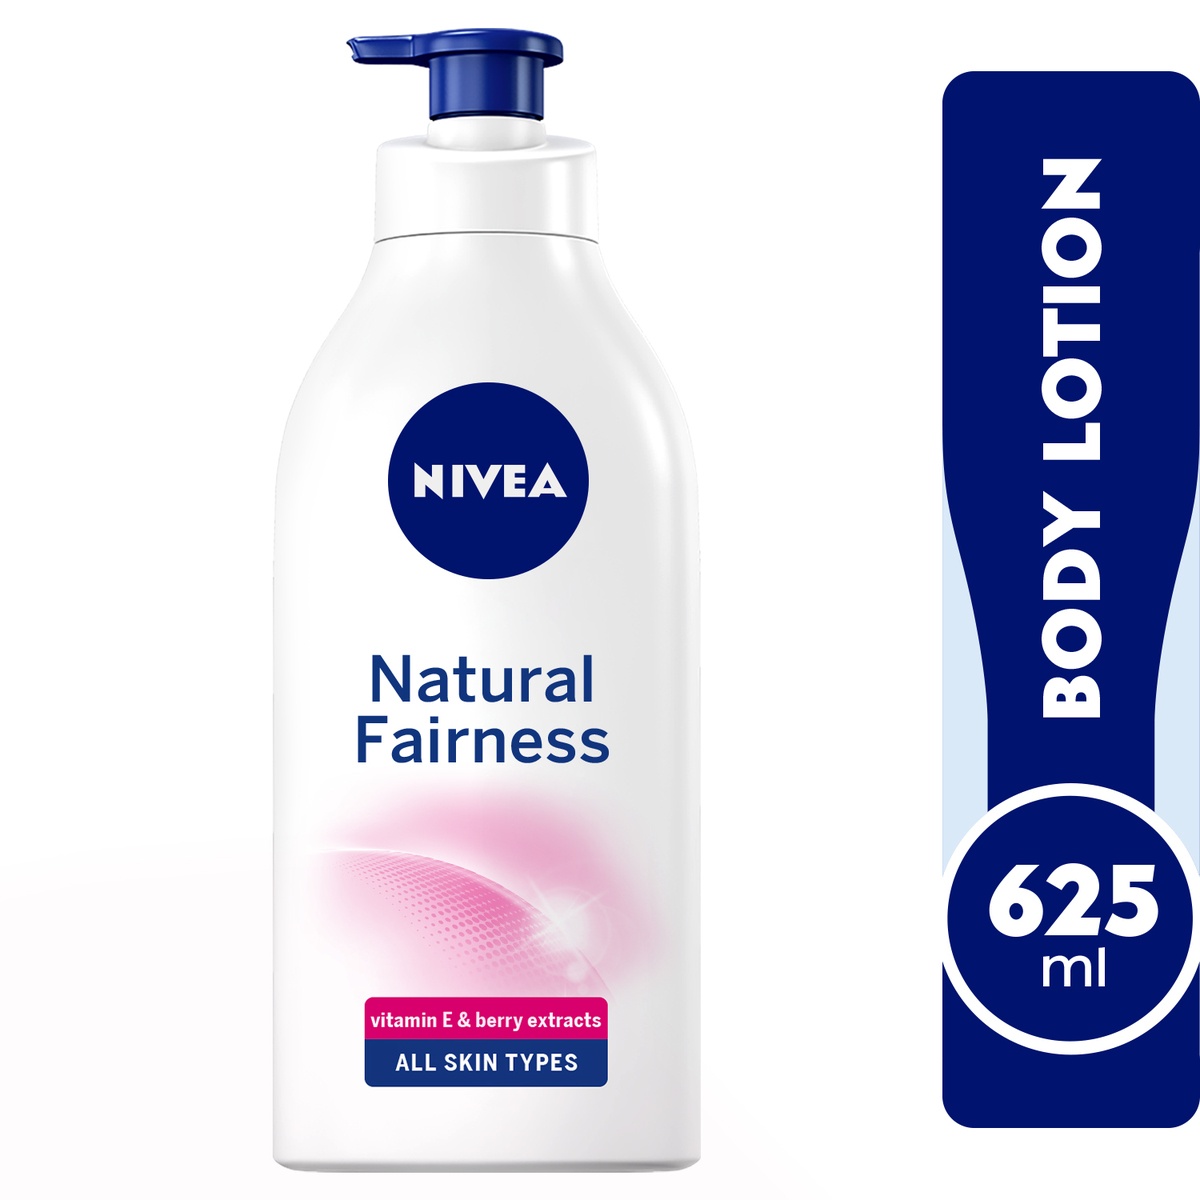 NIVEA
Natural
Fairness
vitamin E & berry extracts
ALL SKIN TYPES
BODY LOTION
625
ml